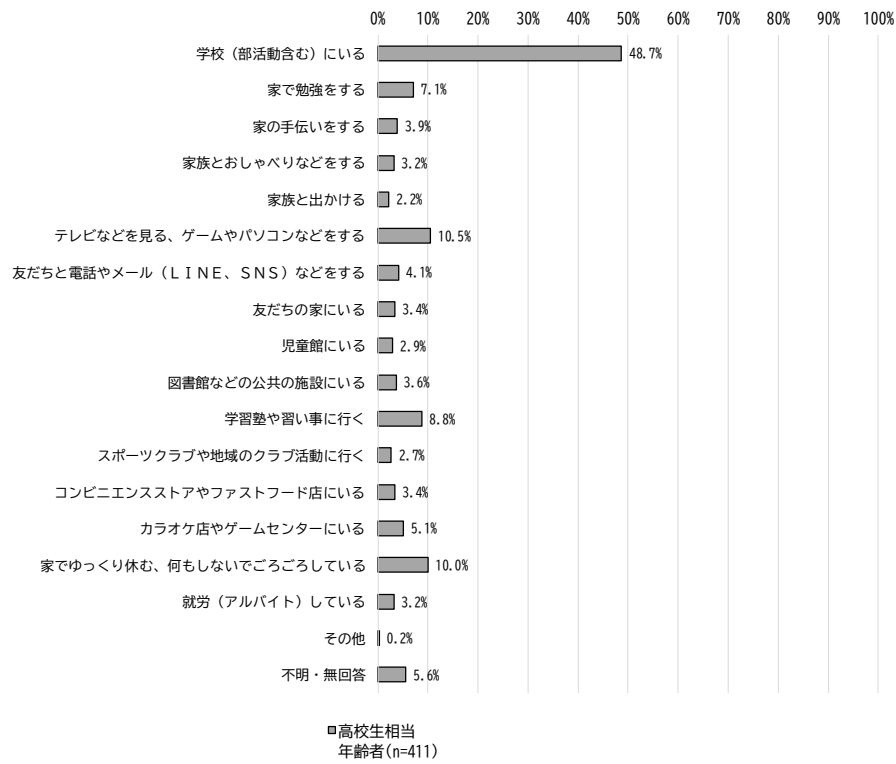 0% 10% 20% 30% 40% 50% 60% 70% 80% 90% 100%
学校（部活動含む）にいる 48.7%
家で勉強をする 7.1%
家の手伝いをする 3.9%
家族とおしゃべりなどをする 3.2%
家族と出かける 2.2%
テレビなどを見る、ゲームやパソコンなどをする 10.5%
友だちと電話やメール（ＬＩＮＥ、ＳＮＳ）などをする 4.1%
友だちの家にいる 3.4%
児童館にいる 2.9%
図書館などの公共の施設にいる 3.6%
学習塾や習い事に行く 8.8%
スポーツクラブや地域のクラブ活動に行く 2.7%
コンビニエンスストアやファストフード店にいる 3.4%
カラオケ店やゲームセンターにいる 5.1%
家でゆっくり休む、何もしないでごろごろしている 10.0%
就労（アルバイト）している 3.2%
その他 0.2%
不明・無回答 5.6%
高校生相当
年齢者(n=411)